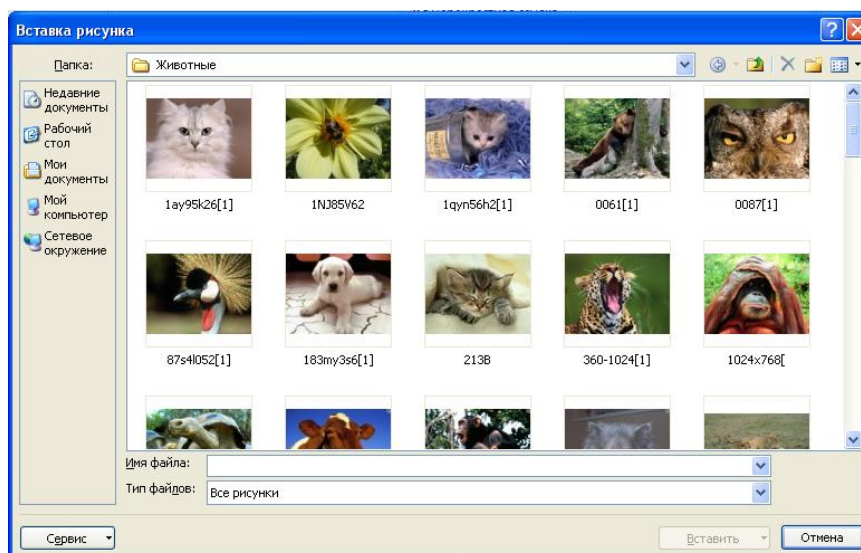 Вставка рисунка
Папка:
Животные
Недавние
документы
Рабочий
стол
Мои
документы
Мой
компьютер
Сетевое
окружение
1ay95k26[1]
1NJ85V62
1qyn56h2[1]
0061[1]
0087[1]
87s4l052[1]
183my3s6[1]
213B
360-1024[1]
1024x768[
Имя файла:
Тип файлов:
Все рисунки
Сервис
Вставить
Отмена